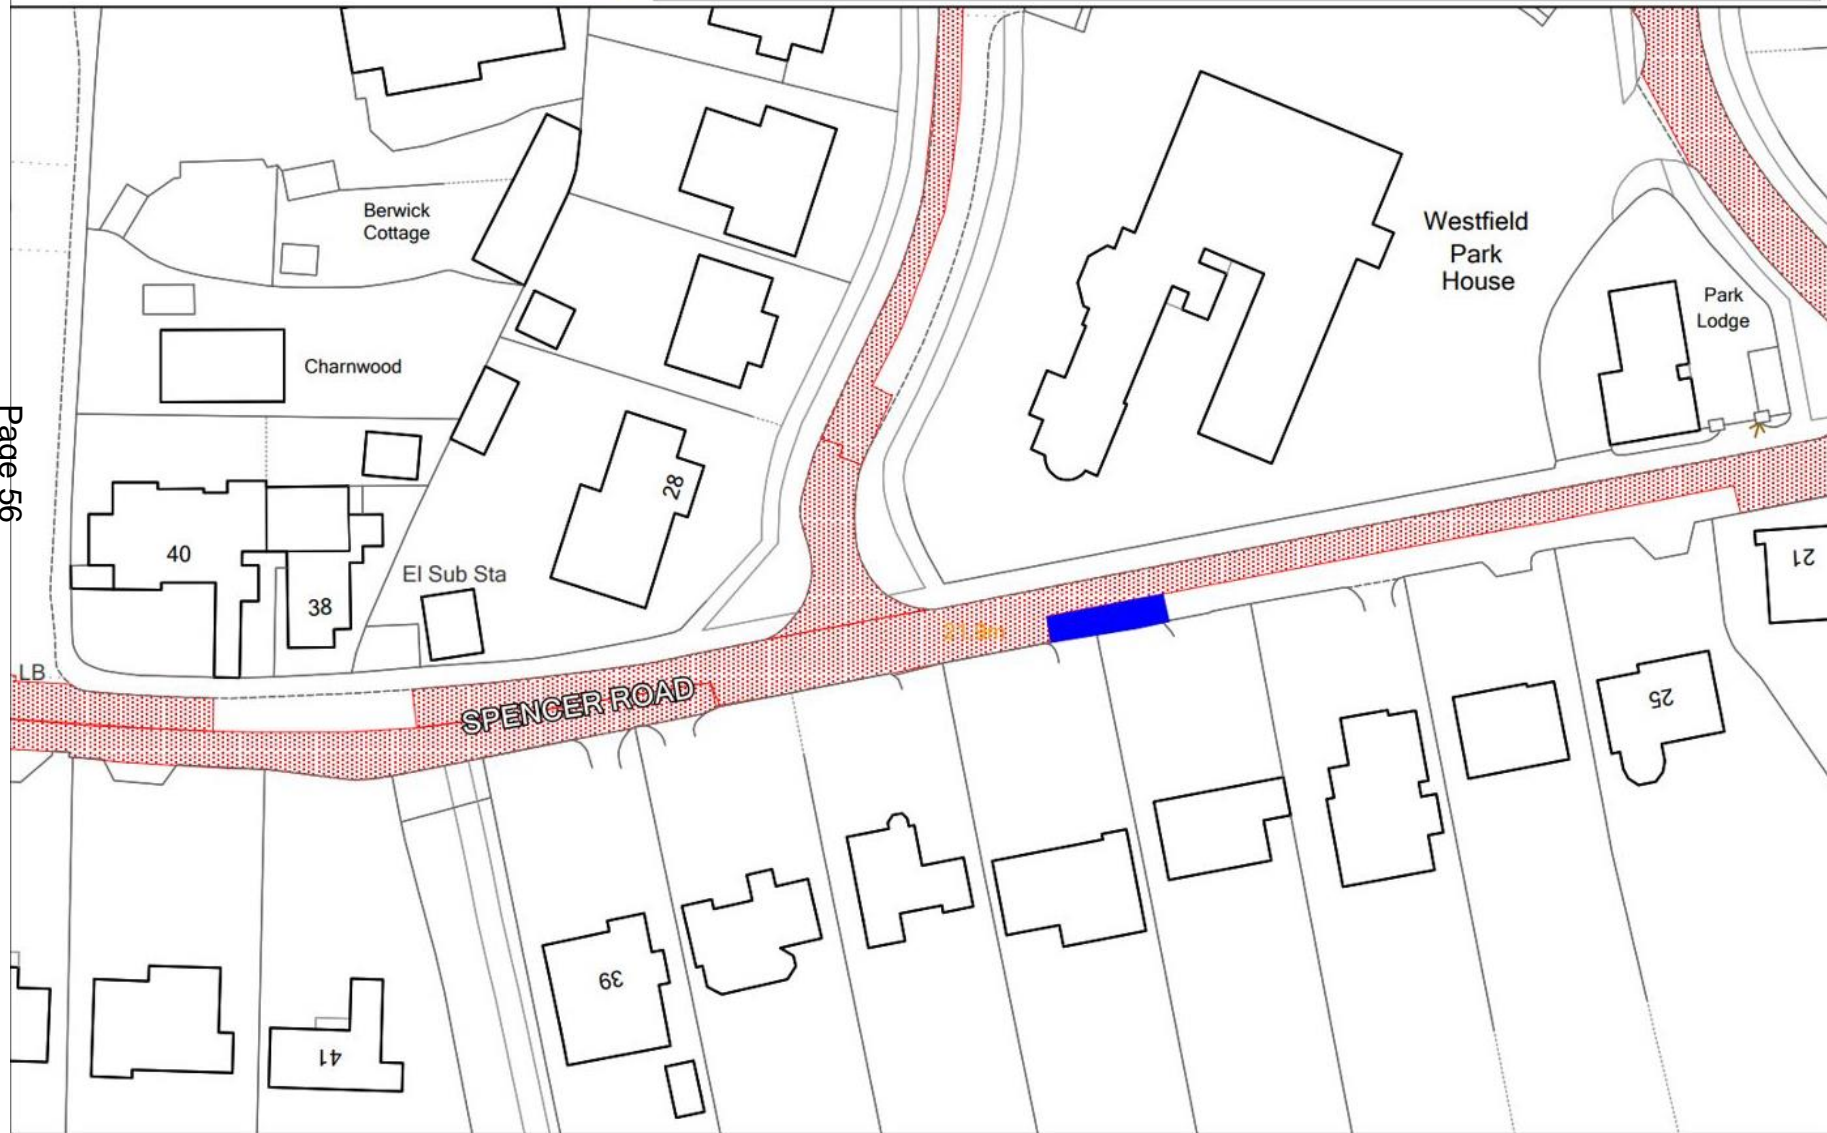 Berwick
Cottage
Westfield
Park
House
Park
Lodge
Charnwood
28
40
El Sub Sta
38
21
LB
SPENCER ROAD
25
39
41
Page 56